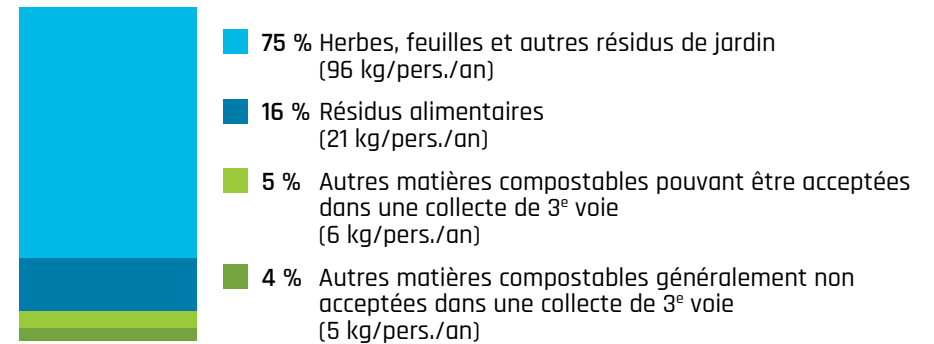 75 % Herbes, feuilles et autres résidus de jardin
(96 kg/pers./an)
16 % Résidus alimentaires
(21 kg/pers./an)
5 % Autres matières compostables pouvant être acceptées
dans une collecte de 3e voie
(6 kg/pers./an)
4 % Autres matières compostables généralement non
acceptées dans une collecte de 3e voie
(5 kg/pers./an)